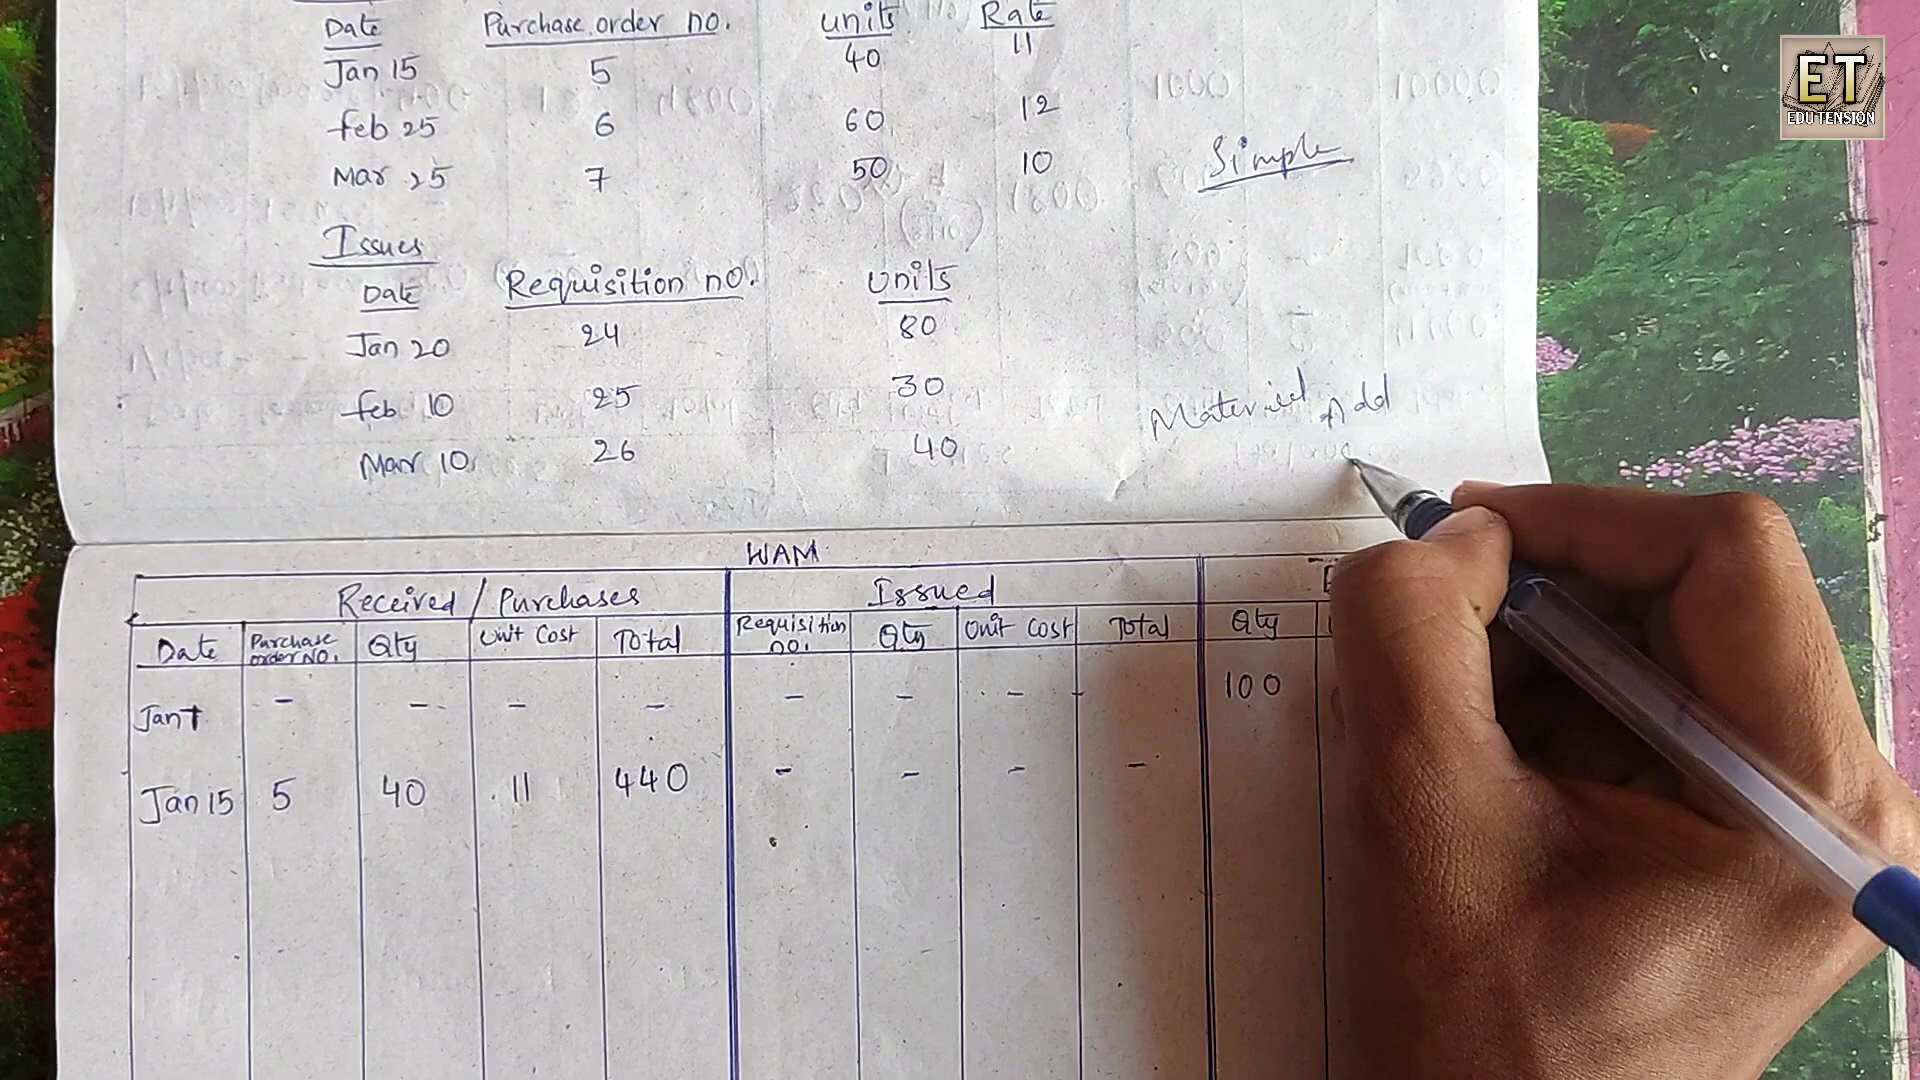 ET
EDUTENSION
Date Purchase order no. Units Rate
Jan 15 5 40 11
Feb 25 6 60 12
Mar 25 7 50 10
Simple
Issues
Date Requisition no. Units
Jan 20 24 80
Feb 10 25 30
Mar 10 26 40
Material Add
WAM
Received / Purchases Issued
Date Purchase order NO. Qty Unit Cost Total Requisition no. Qty Unit Cost Total Qty
Jan 1 - - - - - - - - 100
Jan 15 5 40 11 440 - - - -